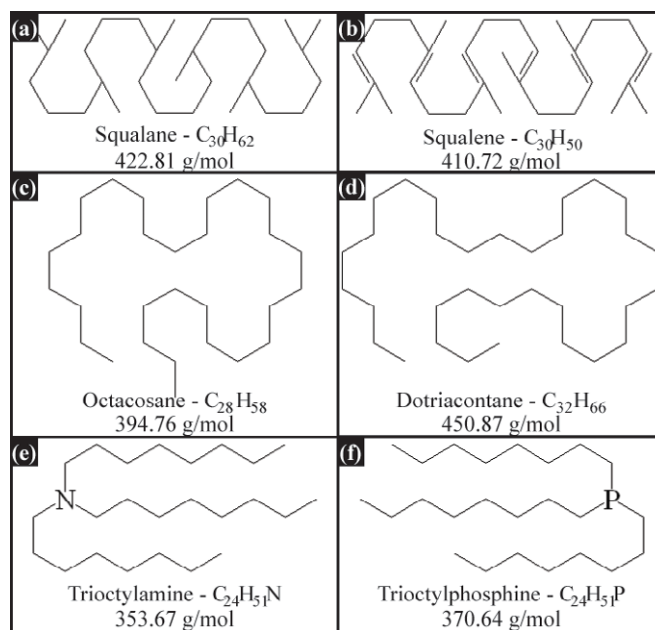 (a)
Squalane - C₃₀H₆₂
422.81 g/mol
(b)
Squalene - C₃₀H₅₀
410.72 g/mol
(c)
Octacosane - C₂₈H₅₈
394.76 g/mol
(d)
Dotriacontane - C₃₂H₆₆
450.87 g/mol
(e)
N
Trioctylamine - C₂₄H₅₁N
353.67 g/mol
(f)
P
Trioctylphosphine - C₂₄H₅₁P
370.64 g/mol